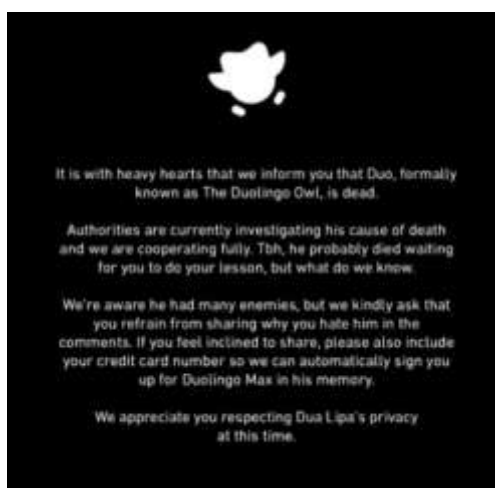 It is with heavy hearts that we inform you that Duo, formally
known as The Duolingo Owl, is dead.
Authorities are currently investigating his cause of death
and we are cooperating fully. Tbh, he probably died waiting
for you to do your lesson, but what do we know.
We're aware he had many enemies, but we kindly ask that
you refrain from sharing why you hate him in the
comments. If you feel inclined to share, please also include
your credit card number so we can automatically sign you
up for Duolingo Max in his memory.
We appreciate you respecting Dua Lipa's privacy
at this time.